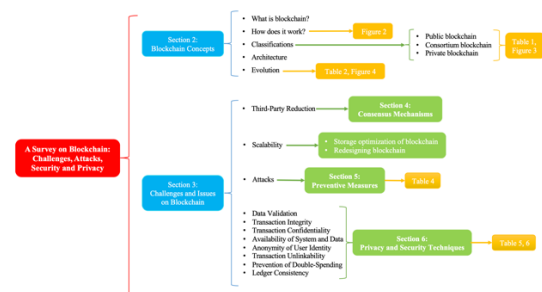 A Survey on Blockchain:
Challenges, Attacks,
Security and Privacy
Section 2:
Blockchain Concepts
• What is blockchain?
• How does it work?
Figure 2
• Classifications
• Public blockchain
• Consortium blockchain
• Private blockchain
Table 1,
Figure 3
• Architecture
• Evolution
Table 2, Figure 4
Section 3:
Challenges and Issues
on Blockchain
• Third-Party Reduction
Section 4:
Consensus Mechanisms
• Scalability
• Storage optimization of blockchain
• Redesigning blockchain
• Attacks
Section 5:
Preventive Measures
Table 4
• Data Validation
• Transaction Integrity
• Transaction Confidentiality
• Availability of System and Data
• Anonymity of User Identity
• Transaction Unlinkability
• Prevention of Double-Spending
• Ledger Consistency
Section 6:
Privacy and Security Techniques
Table 5, 6